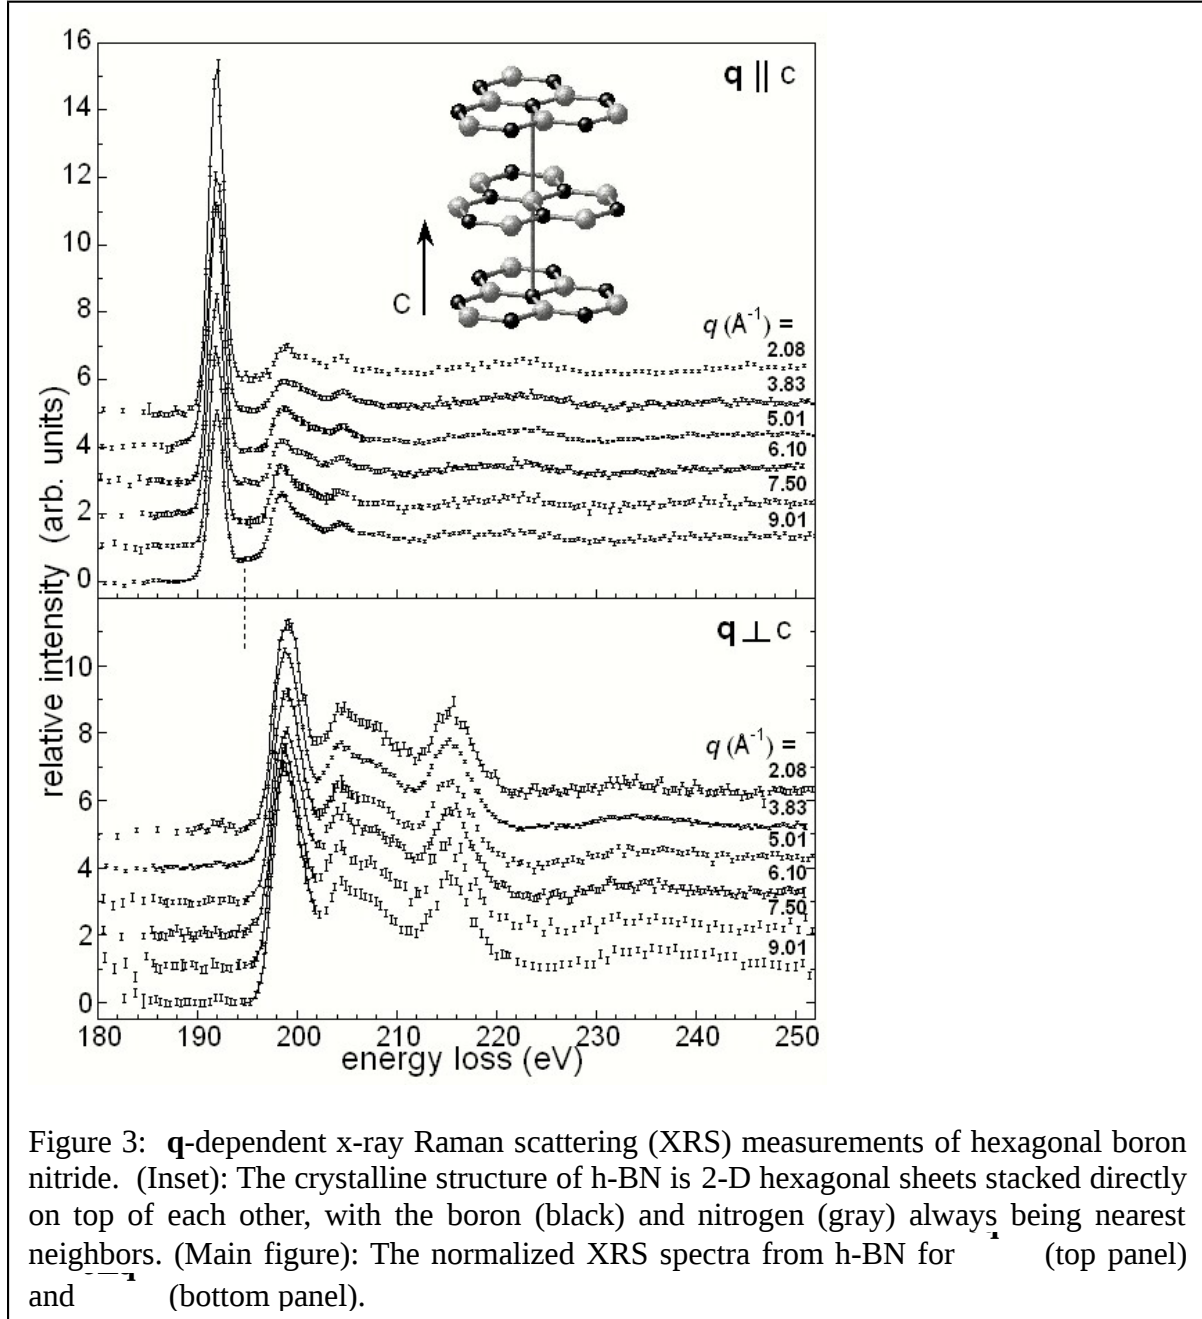 16
14
12
10
8
6
4
2
0
q || c
C
q (Å⁻¹) =
2.08
3.83
5.01
6.10
7.50
9.01
relative intensity (arb. units)
q ⊥ c
10
8
6
4
2
0
q (Å⁻¹) =
2.08
3.83
5.01
6.10
7.50
9.01
180 190 200 210 220 230 240 250
energy loss (eV)
Figure 3: q-dependent x-ray Raman scattering (XRS) measurements of hexagonal boron
nitride. (Inset): The crystalline structure of h-BN is 2-D hexagonal sheets stacked directly
on top of each other, with the boron (black) and nitrogen (gray) always being nearest
neighbors. (Main figure): The normalized XRS spectra from h-BN for (top panel)
and (bottom panel).